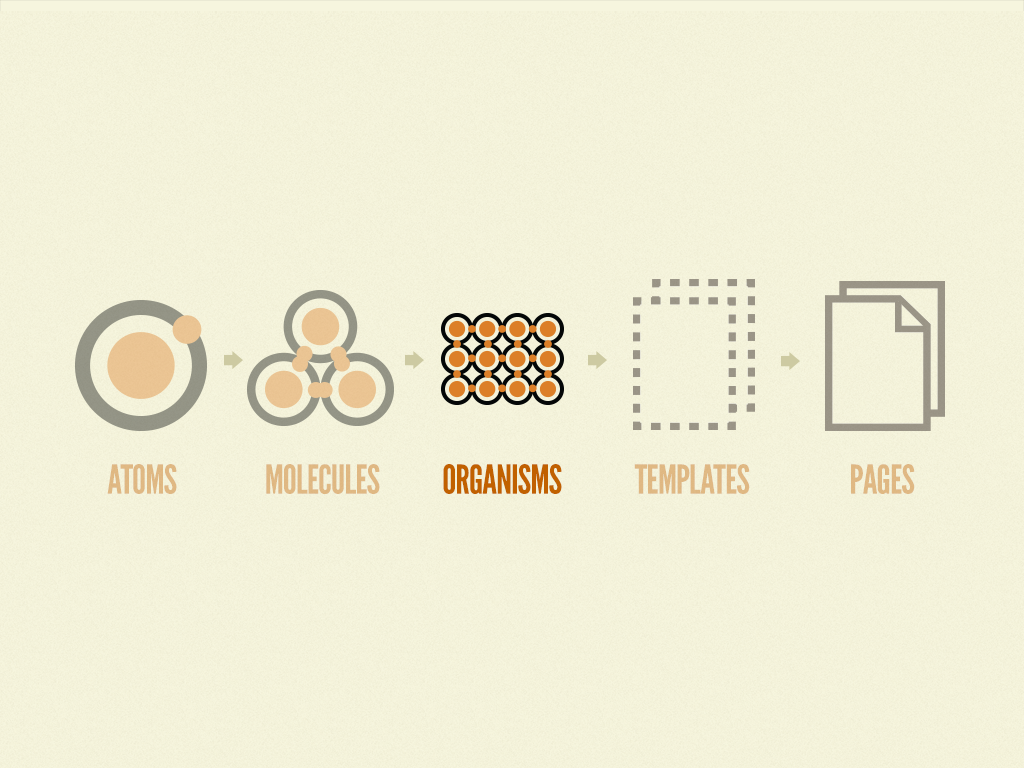 ATOMS
MOLECULES
ORGANISMS
TEMPLATES
PAGES